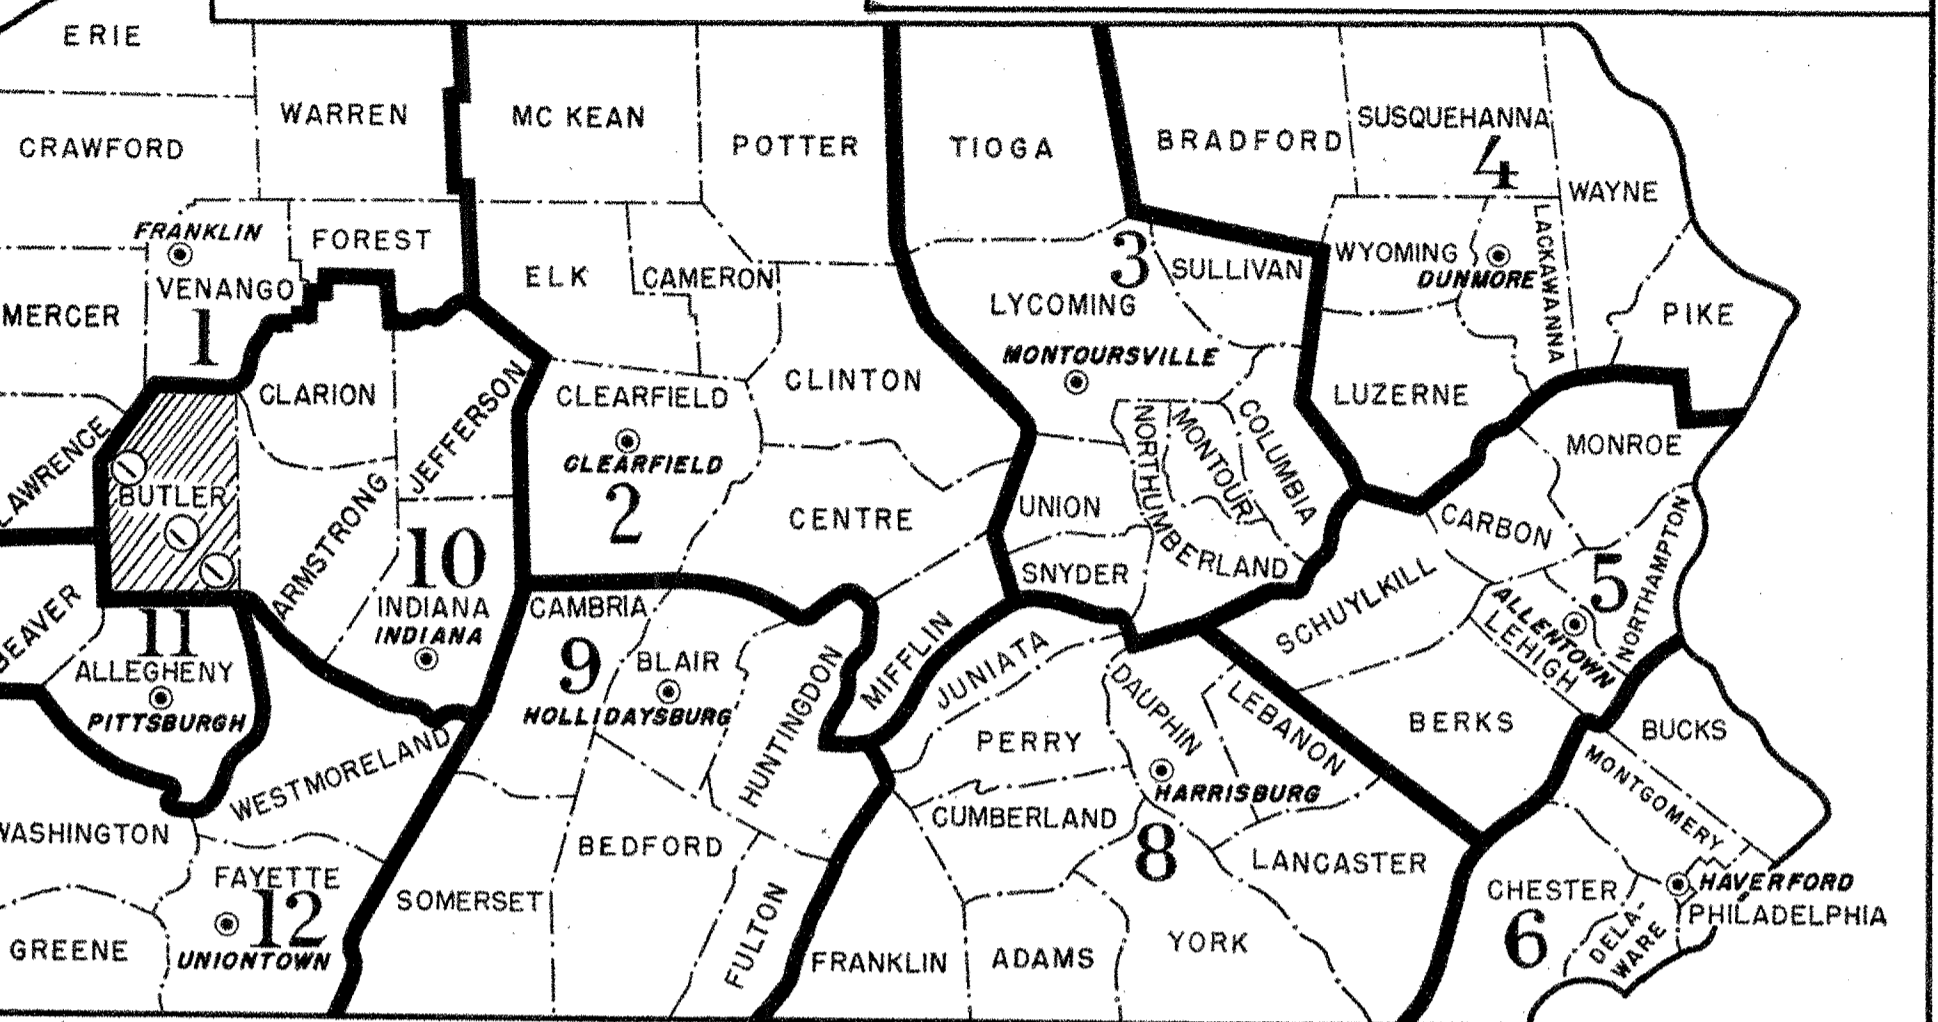 ERIE
WARREN
MC KEAN
POTTER
TIOGA
BRADFORD
SUSQUEHANNA
4
WAYNE
CRAWFORD
FRANKLIN
VENANGO
FOREST
ELK
CAMERON
3
SULLIVAN
WYOMING
DUNMORE
LACKAWANNA
MERCER
1
LYCOMING
PIKE
MONTOURSVILLE
CLARION
JEFFERSON
CLEARFIELD
CLINTON
LUZERNE
LAWRENCE
CLEARFIELD
2
NORTHUMBERLAND
MONTOUR
COLUMBIA
MONROE
BUTLER
ARMSTRONG
10
CENTRE
UNION
CARBON
NORTHAMPTON
5
SNYDER
SCHUYLKILL
ALLENTOWN
LEHIGH
BEAVER
11
INDIANA
INDIANA
CAMBRIA
9
BLAIR
MIFFLIN
JUNIATA
ALLEGHENY
PITTSBURGH
HOLLIDAYSBURG
HUNTINGDON
DAUPHIN
LEBANON
BERKS
BUCKS
WESTMORELAND
PERRY
HARRISBURG
MONTGOMERY
WASHINGTON
CUMBERLAND
8
BEDFORD
LANCASTER
FAYETTE
12
UNIONTOWN
SOMERSET
FULTON
CHESTER
6
HAVERFORD
PHILADELPHIA
DELA-
WARE
GREENE
FRANKLIN
ADAMS
YORK